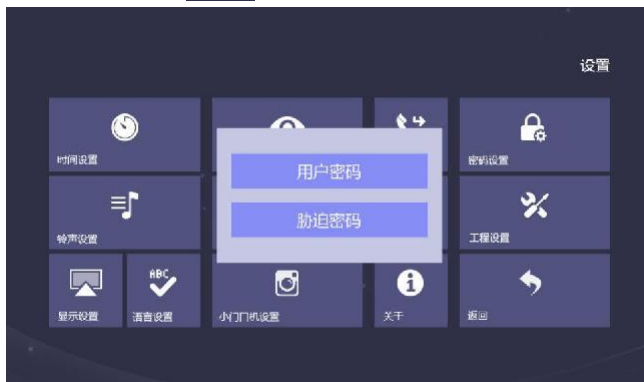 设置
时间设置
密码设置
用户密码
铃声设置
胁迫密码
工程设置
ABC
显示设置
语言设置
小门口机设置
关于
返回